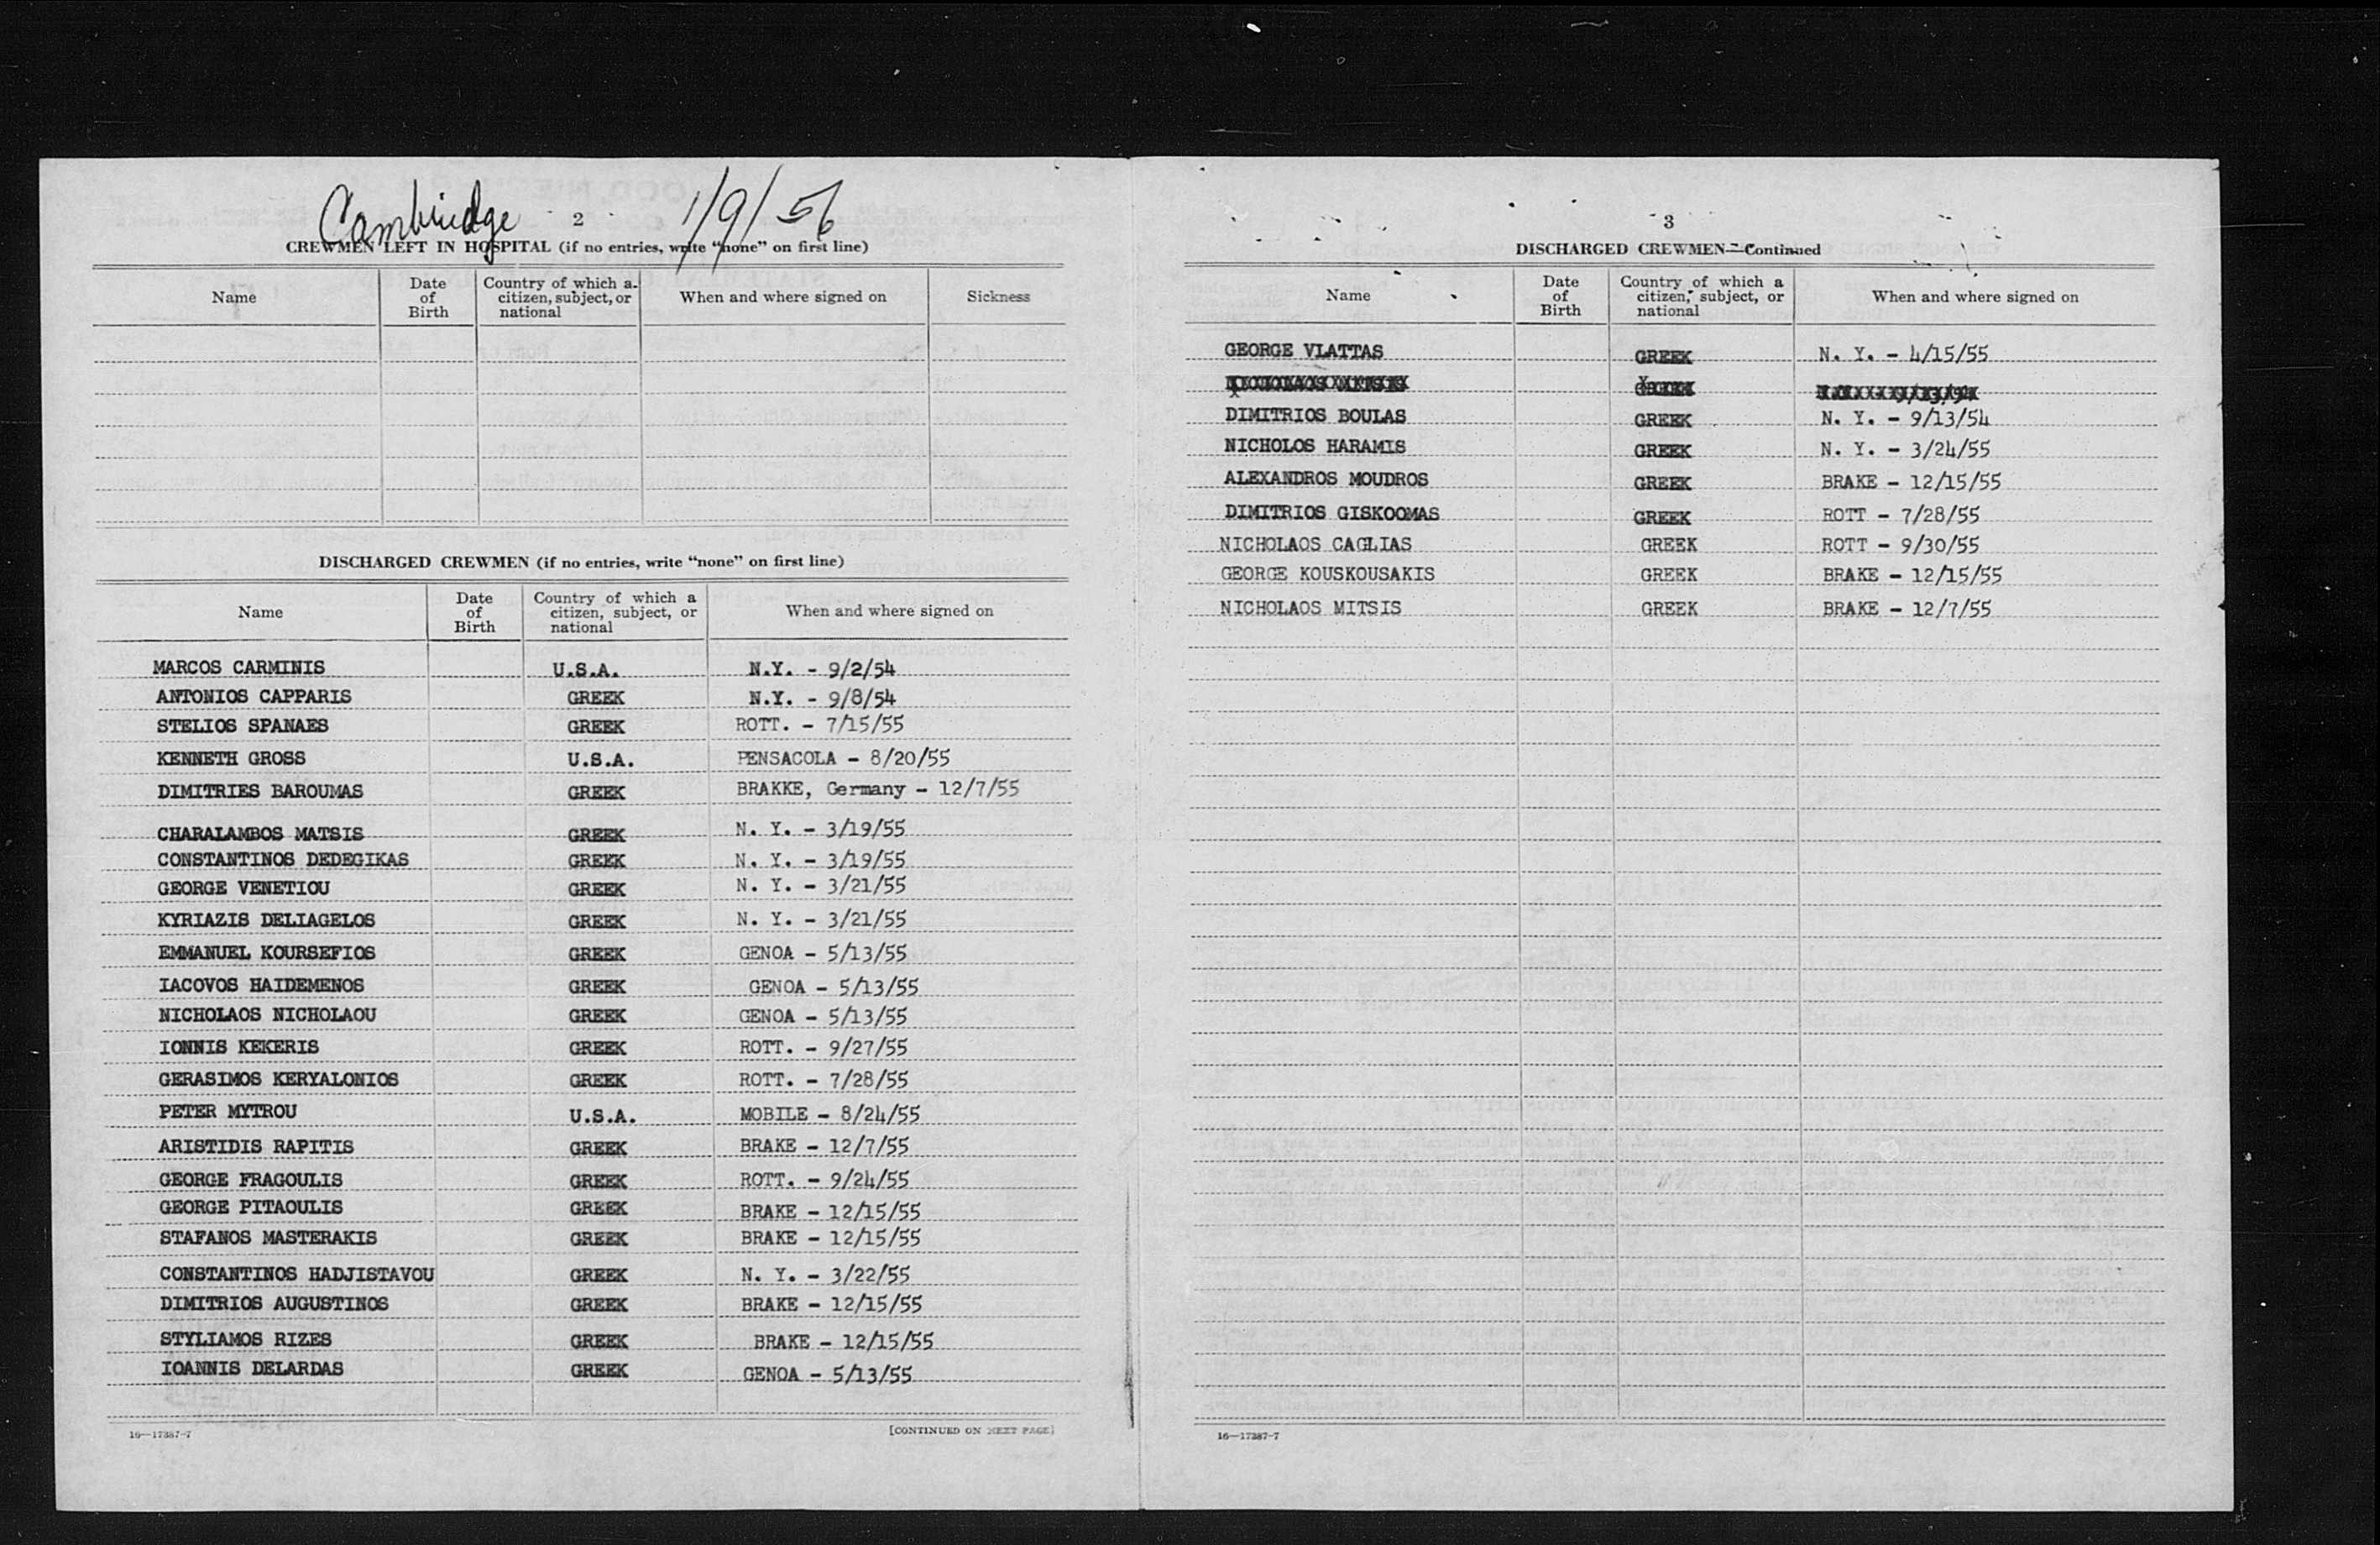 Cambridge 2 1/9/56
CREWMEN LEFT IN HOSPITAL (if no entries, write “none” on first line)
Name Date of Birth Country of which a citizen, subject, or national When and where signed on Sickness
DISCHARGED CREWMEN (if no entries, write “none” on first line)
Name Date of Birth Country of which a citizen, subject, or national When and where signed on
MARCOS CARMINIS U.S.A. N.Y. - 9/2/54
ANTONIOS CAPPARIS GREEK N.Y. - 9/8/54
STELIOS SPANAES GREEK ROTT. - 7/15/55
KENNETH GROSS U.S.A. PENSACOLA - 8/20/55
DIMITRIES BAROUMAS GREEK BRAKKE, Germany - 12/7/55
CHARALAMBOS MATSIS GREEK N. Y. - 3/19/55
CONSTANTINOS DEDEGIKAS GREEK N. Y. - 3/19/55
GEORGE VENETIOU GREEK N. Y. - 3/21/55
KYRIAZIS DELIAGELOS GREEK N. Y. - 3/21/55
EMMANUEL KOURSEFIOS GREEK GENOA - 5/13/55
IACOVOS HAIDEMENOS GREEK GENOA - 5/13/55
NICHOLAOS NICHOLAOU GREEK GENOA - 5/13/55
IONNIS KEKERIS GREEK ROTT. - 9/27/55
GERASIMOS KERYALONIOS GREEK ROTT. - 7/28/55
PETER MYTROU U.S.A. MOBILE - 8/24/55
ARISTIDIS RAPITIS GREEK BRAKE - 12/7/55
GEORGE FRAGOULIS GREEK ROTT. - 9/24/55
GEORGE PITAOULIS GREEK BRAKE - 12/15/55
STAFANOS MASTERAKIS GREEK BRAKE - 12/15/55
CONSTANTINOS HADJISTAVOU GREEK N. Y. - 3/22/55
DIMITRIOS AUGUSTINOS GREEK BRAKE - 12/15/55
STYLIAMOS RIZES GREEK BRAKE - 12/15/55
IOANNIS DELARDAS GREEK GENOA - 5/13/55
16—17387-7 [CONTINUED ON NEXT PAGE]
3
DISCHARGED CREWMEN—Continued
Name Date of Birth Country of which a citizen, subject, or national When and where signed on
GEORGE VLATTAS GREEK N. Y. - 4/15/55
DIMITRIOS BOULAS GREEK N. Y. - 9/13/54
NICHOLOS HARAMIS GREEK N. Y. - 3/24/55
ALEXANDROS MOUDROS GREEK BRAKE - 12/15/55
DIMITRIOS GISKOOMAS GREEK ROTT - 7/28/55
NICHOLAOS CAGLIAS GREEK ROTT - 9/30/55
GEORGE KOUSKOUSAKIS GREEK BRAKE - 12/15/55
NICHOLAOS MITSIS GREEK BRAKE - 12/7/55
16—17387-7